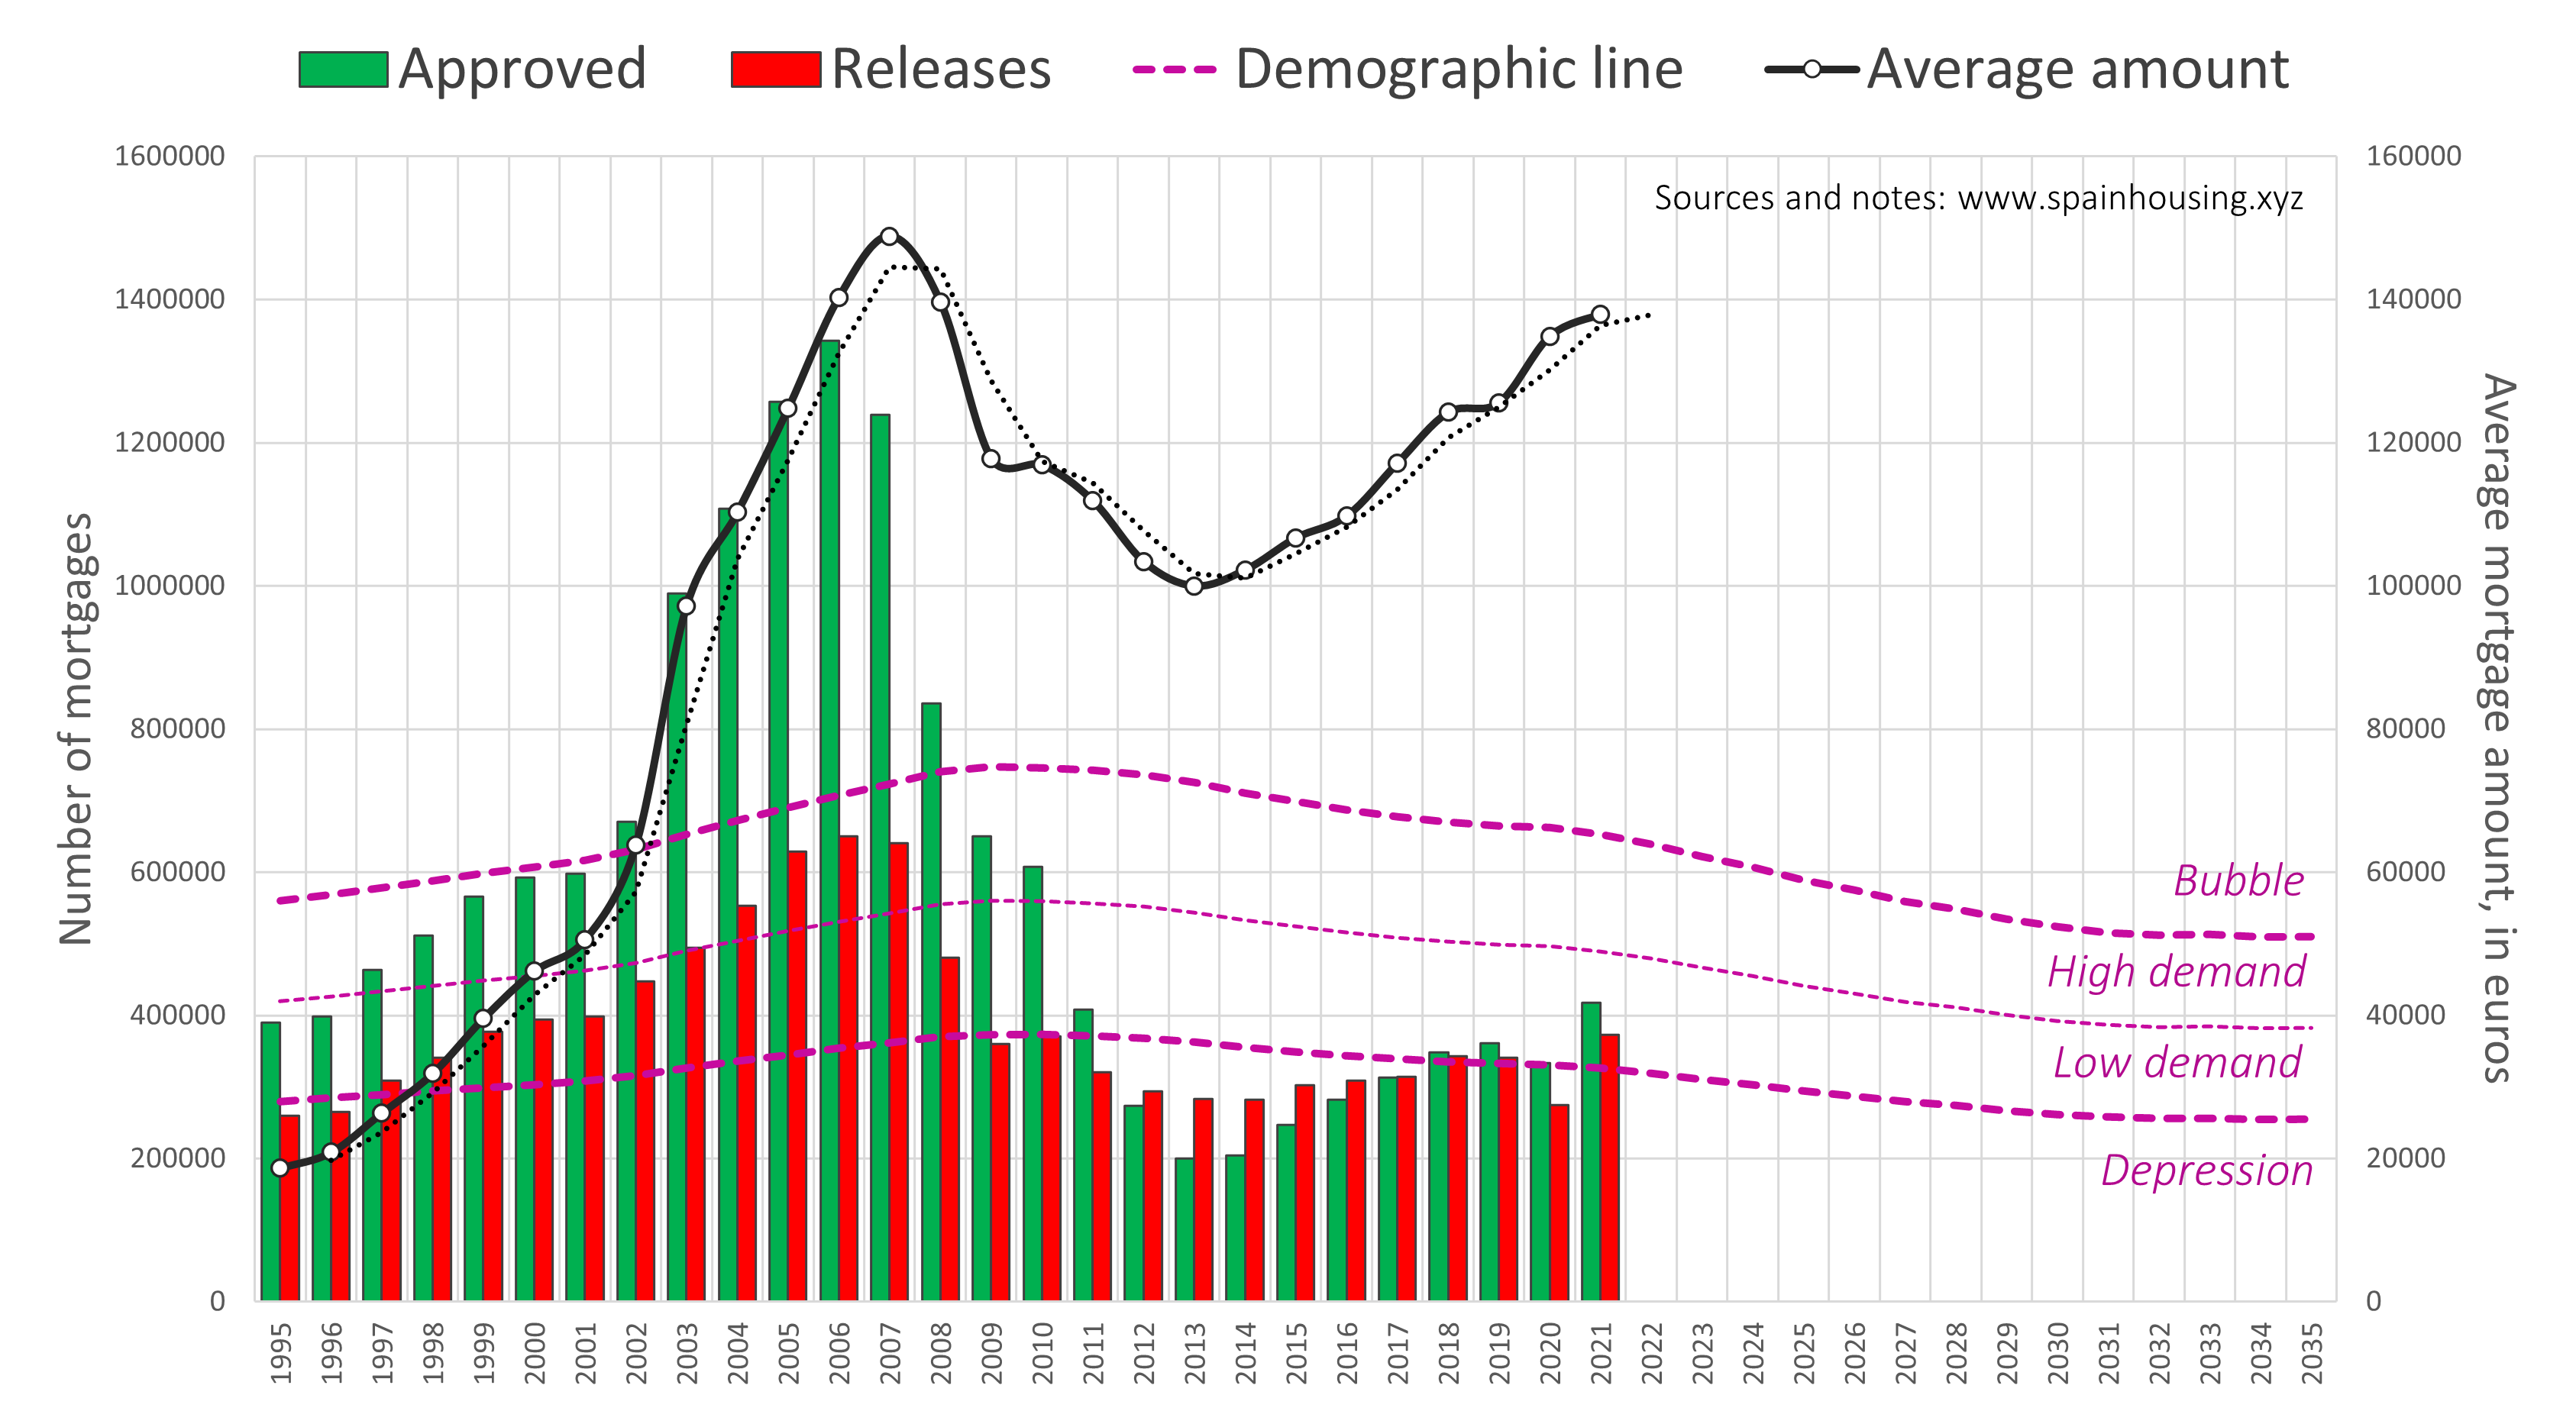 Approved Releases Demographic line Average amount
Sources and notes: www.spainhousing.xyz
Number of mortgages
1600000
1400000
1200000
1000000
800000
600000
400000
200000
0
160000
140000
120000
100000
80000
60000
40000
20000
0
Average mortgage amount, in euros
Bubble
High demand
Low demand
Depression
1995 1996 1997 1998 1999 2000 2001 2002 2003 2004 2005 2006 2007 2008 2009 2010 2011 2012 2013 2014 2015 2016 2017 2018 2019 2020 2021 2022 2023 2024 2025 2026 2027 2028 2029 2030 2031 2032 2033 2034 2035